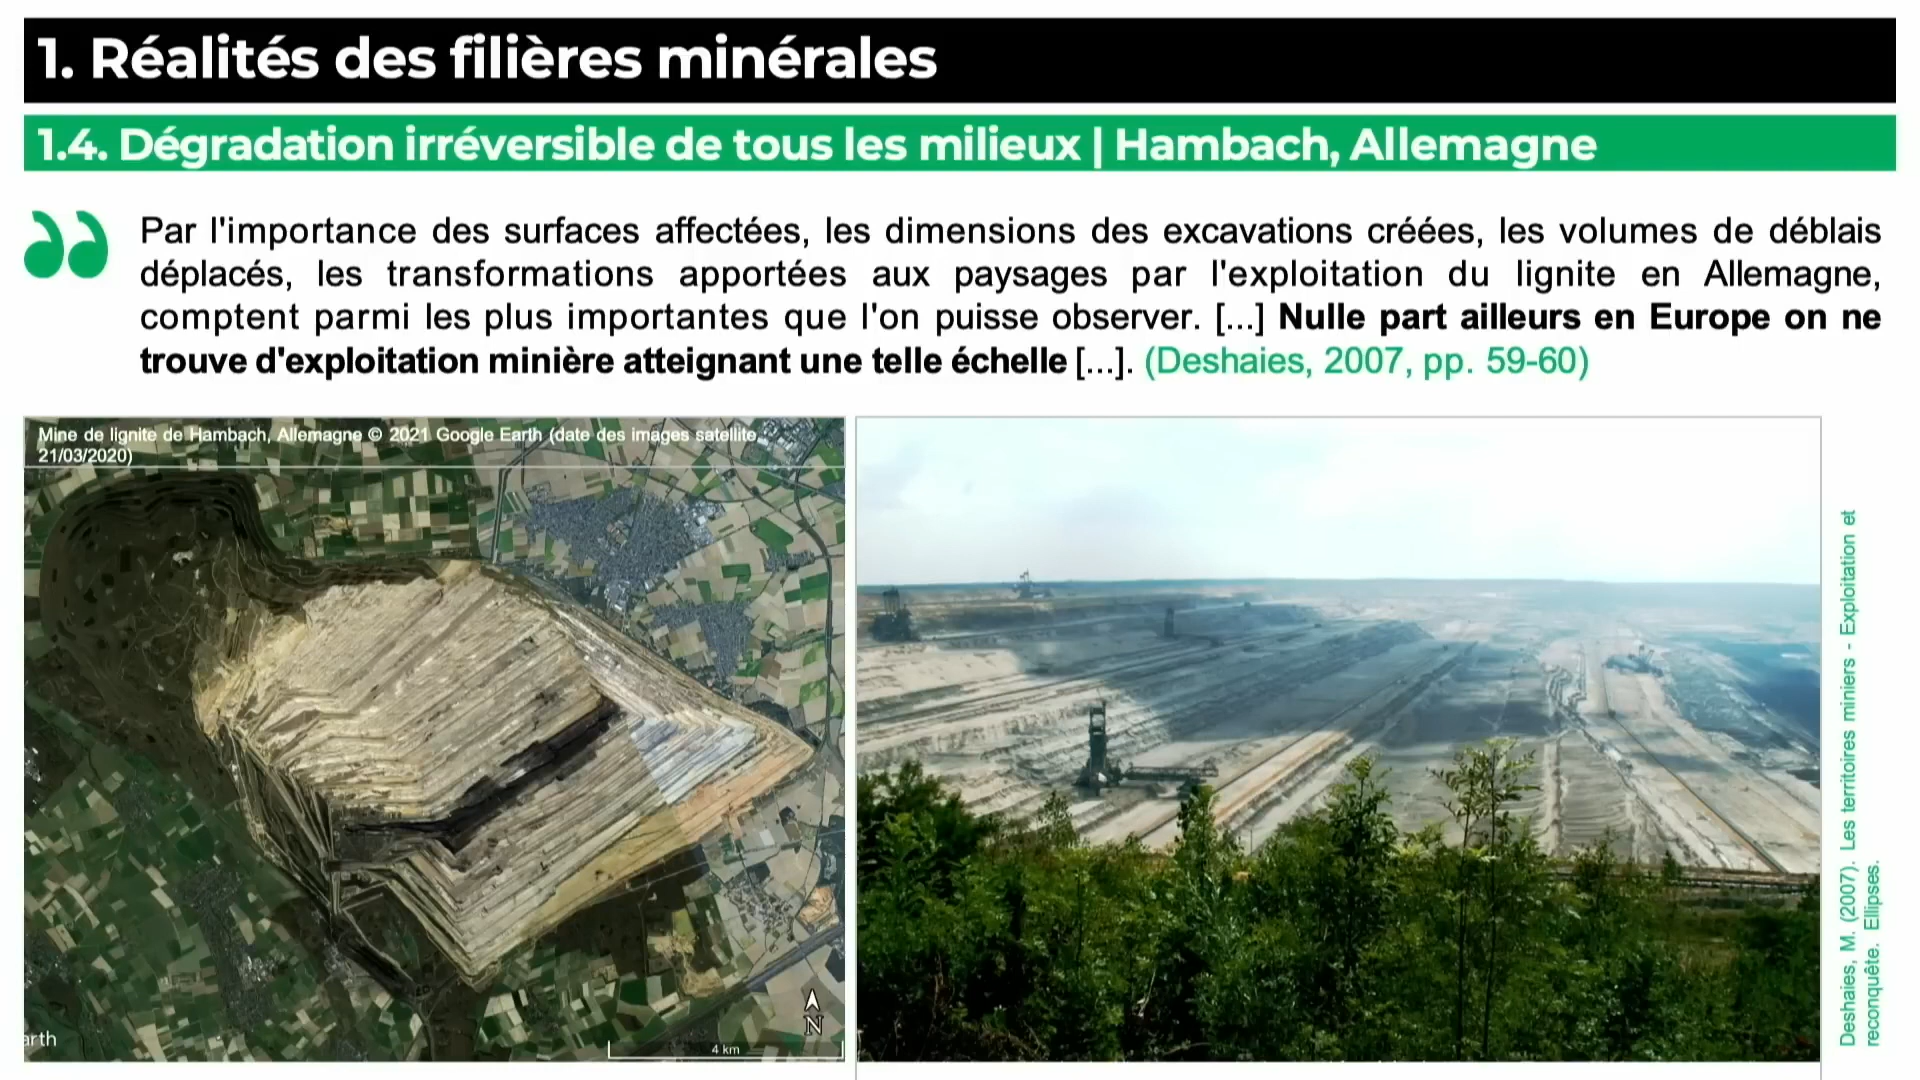 1. Réalités des filières minérales
1.4. Dégradation irréversible de tous les milieux | Hambach, Allemagne
Par l'importance des surfaces affectées, les dimensions des excavations créées, les volumes de déblais
déplacés, les transformations apportées aux paysages par l'exploitation du lignite en Allemagne,
comptent parmi les plus importantes que l'on puisse observer. [...] Nulle part ailleurs en Europe on ne
trouve d'exploitation minière atteignant une telle échelle [...]. (Deshaies, 2007, pp. 59-60)
Mine de lignite de Hambach, Allemagne © 2021 Google Earth (date des images satellite
21/03/2020)
N
4 km
arth
Deshaies, M. (2007). Les territoires miniers - Exploitation et
reconquête. Ellipses.